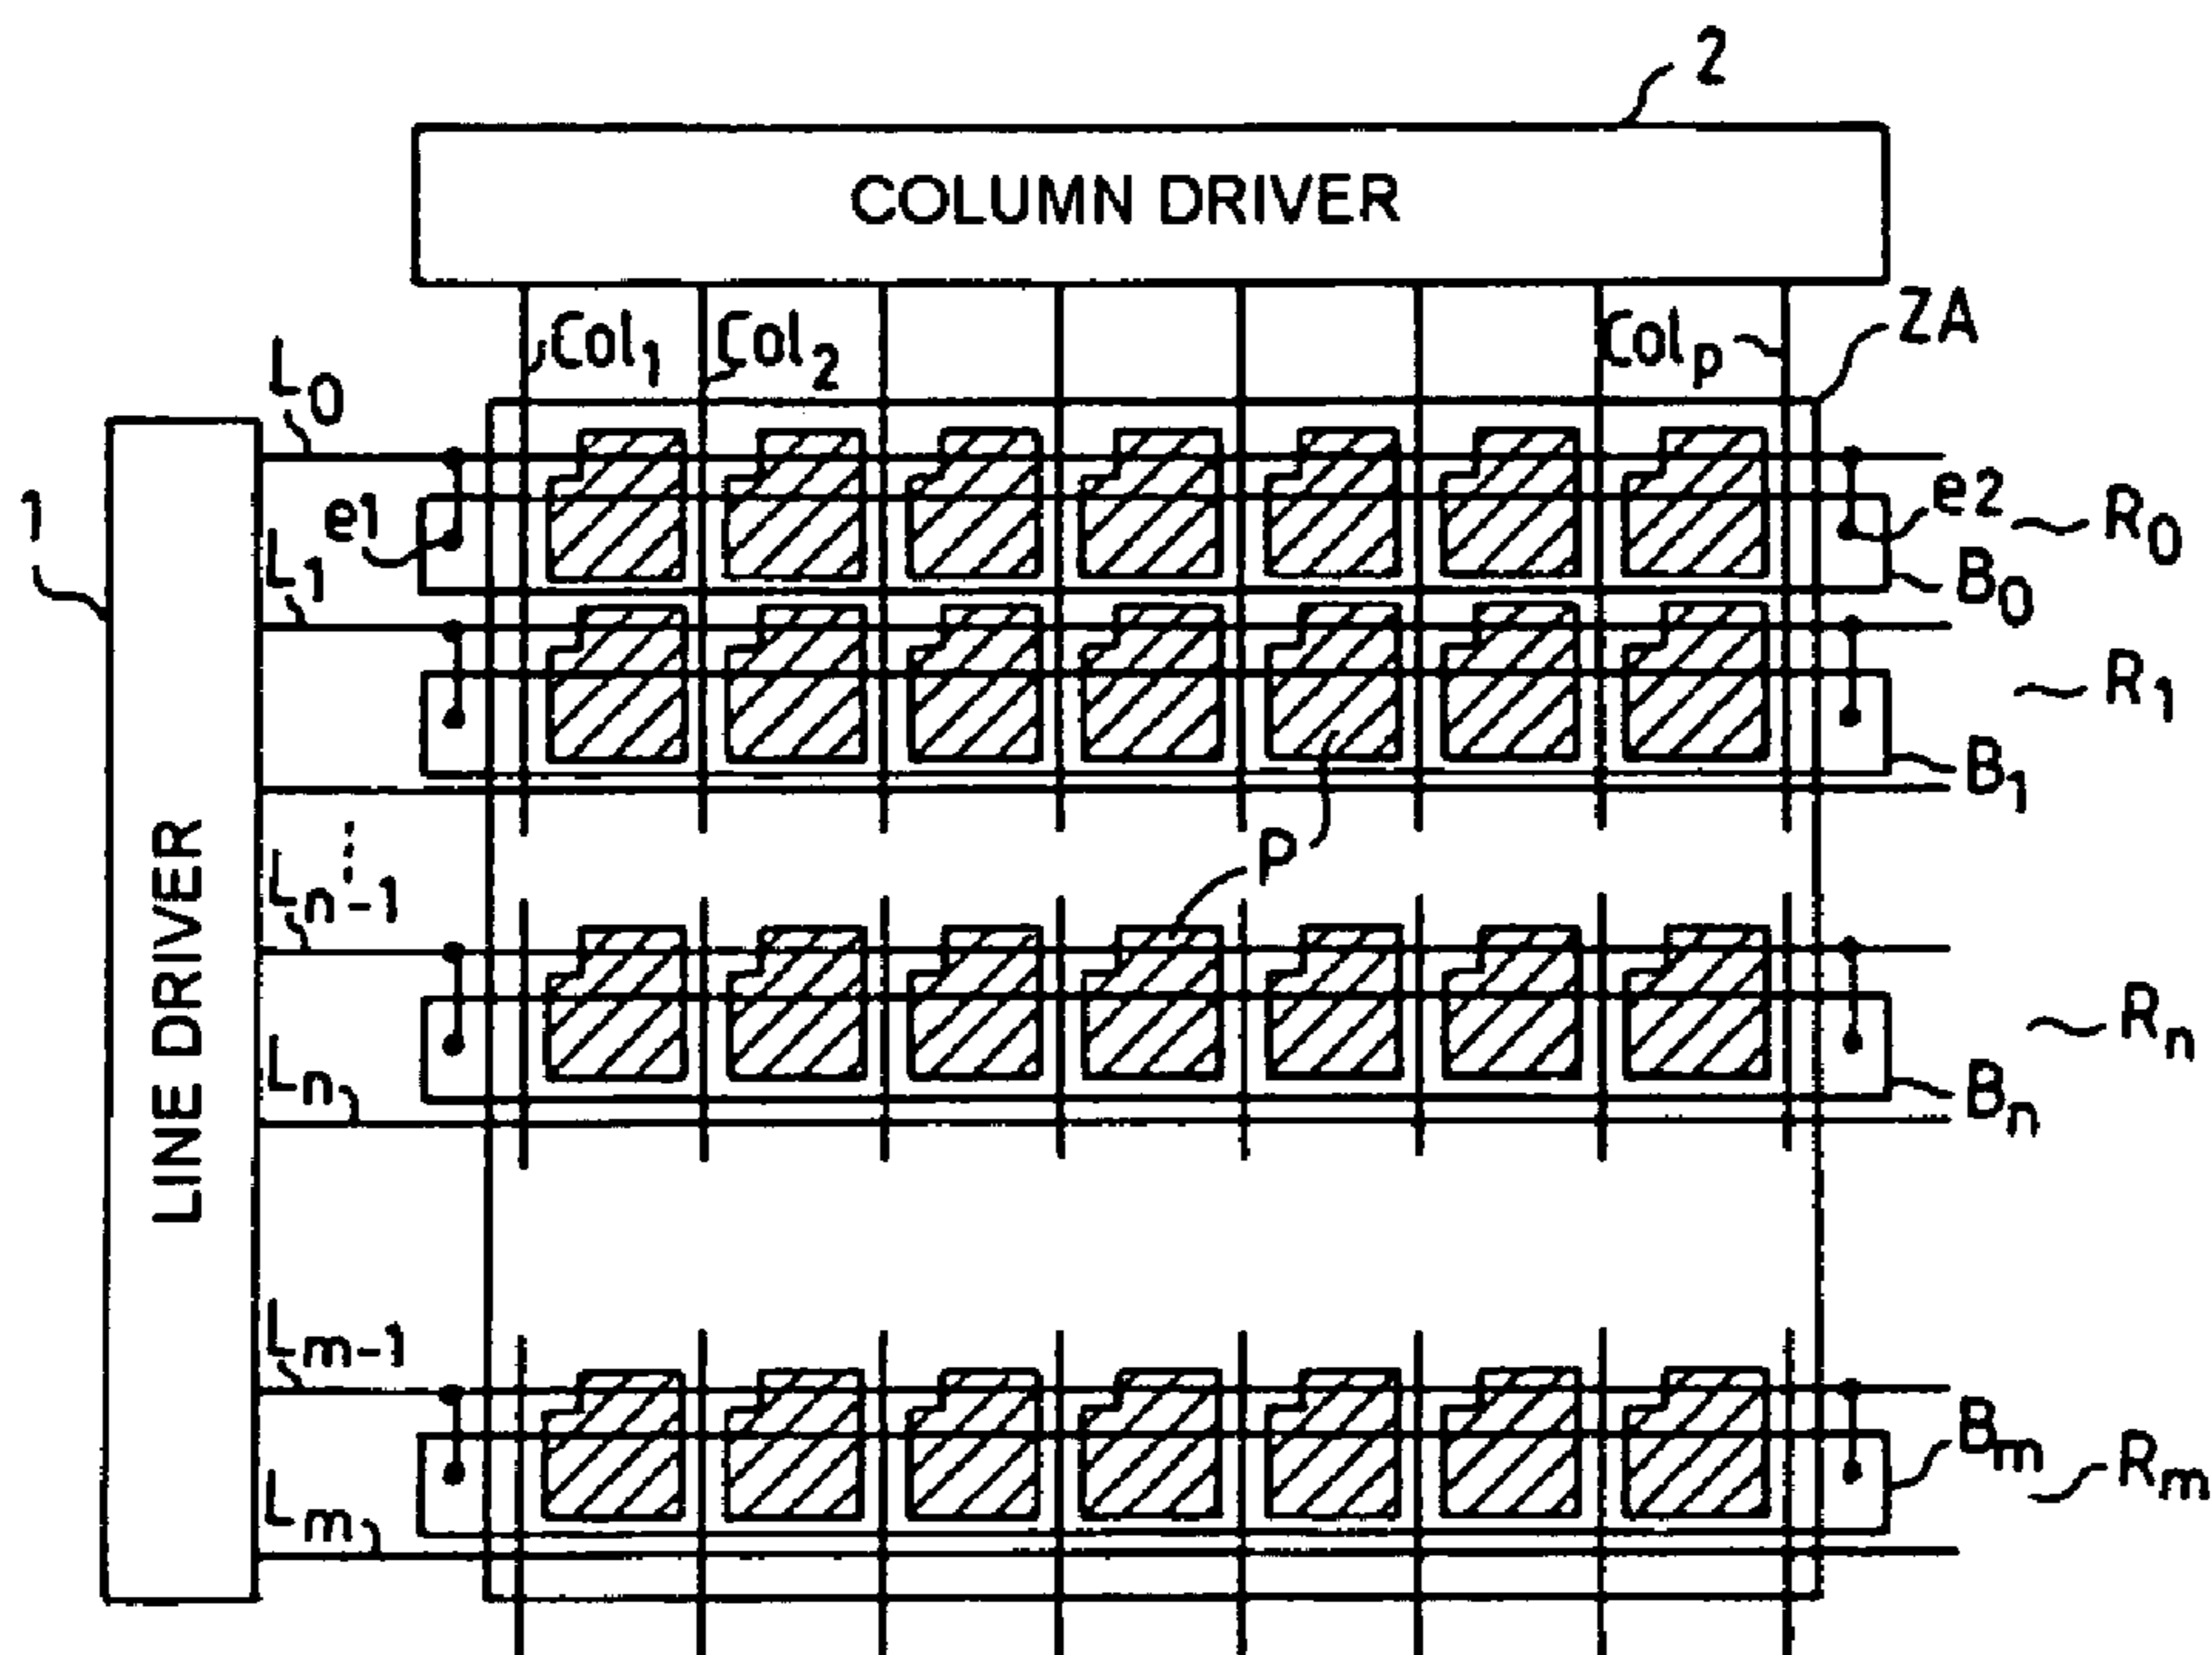 2
COLUMN DRIVER
Col1 Col2 Colp ZA
L0
1 e1 e2 R0
L1 B0
R1
B1
P
Ln-1
LINE DRIVER
Rn
Ln Bn
Lm-1
Bm Rm
Lm